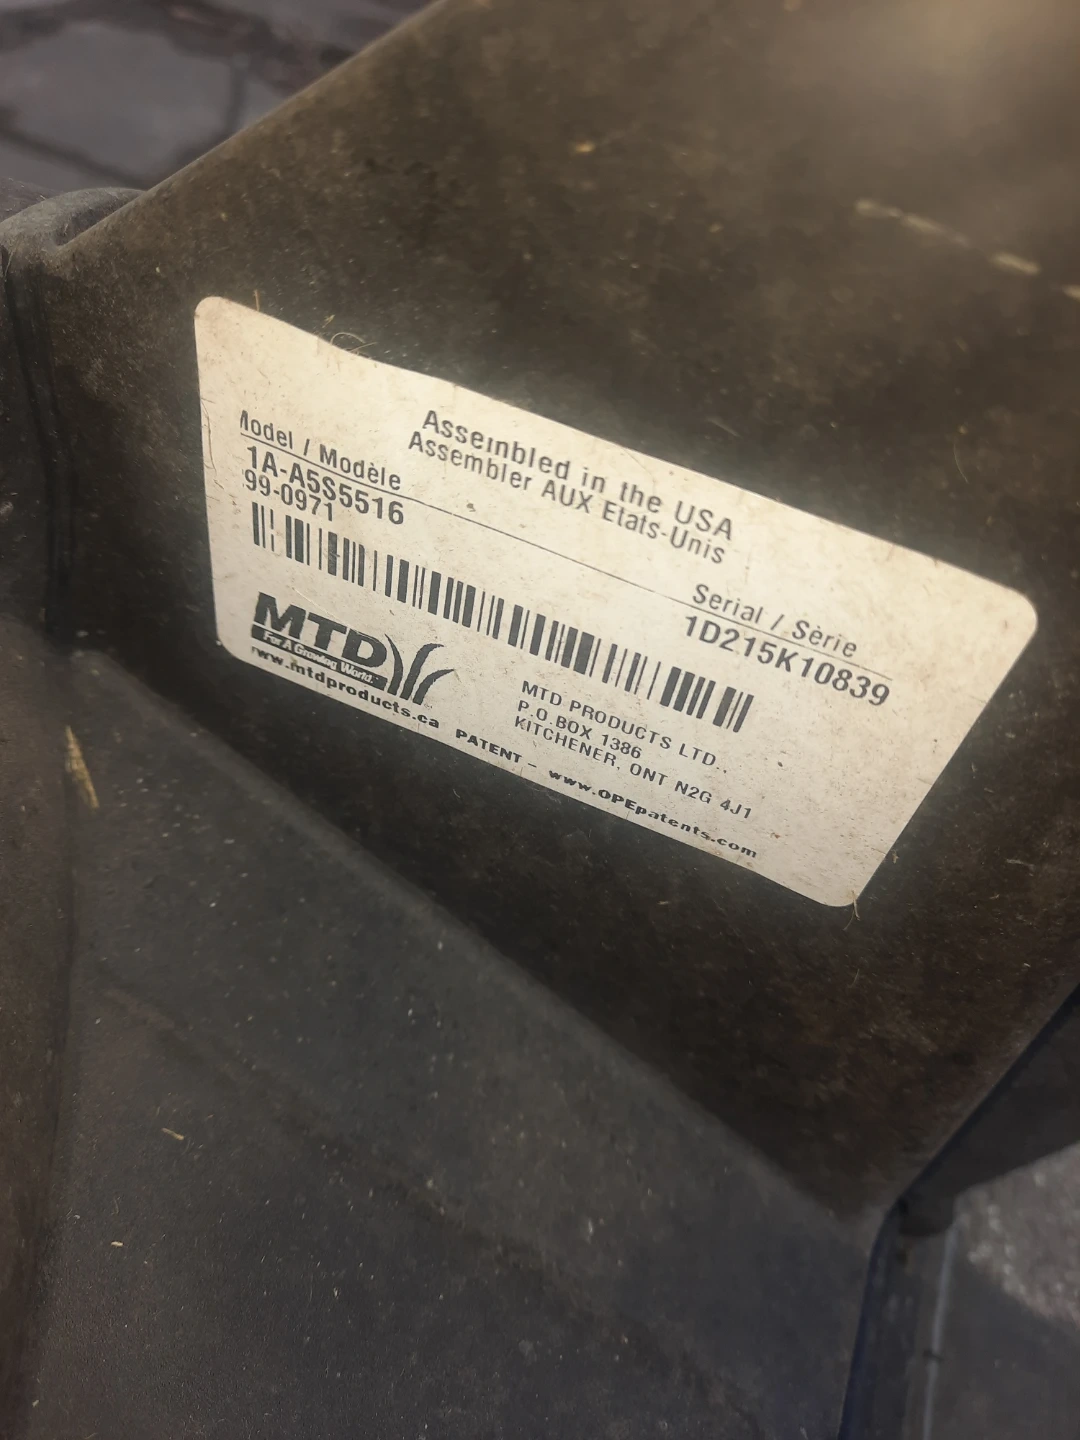 Assembled in the USA
Assembler AUX Etats-Unis
Model / Modèle
1A-A5S5516
99-0971
Serial / Sèrie
1D215K10839
MTD
For A Growing World.
www.mtdproducts.ca
MTD PRODUCTS LTD.
P.O.BOX 1386
KITCHENER, ONT N2G 4J1
PATENT - www.OPEpatents.com